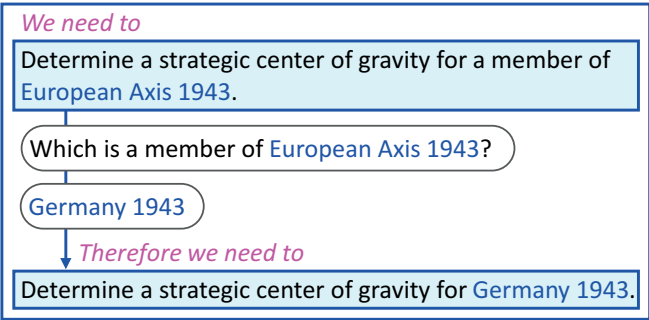 We need to
Determine a strategic center of gravity for a member of
European Axis 1943.
Which is a member of European Axis 1943?
Germany 1943
Therefore we need to
Determine a strategic center of gravity for Germany 1943.